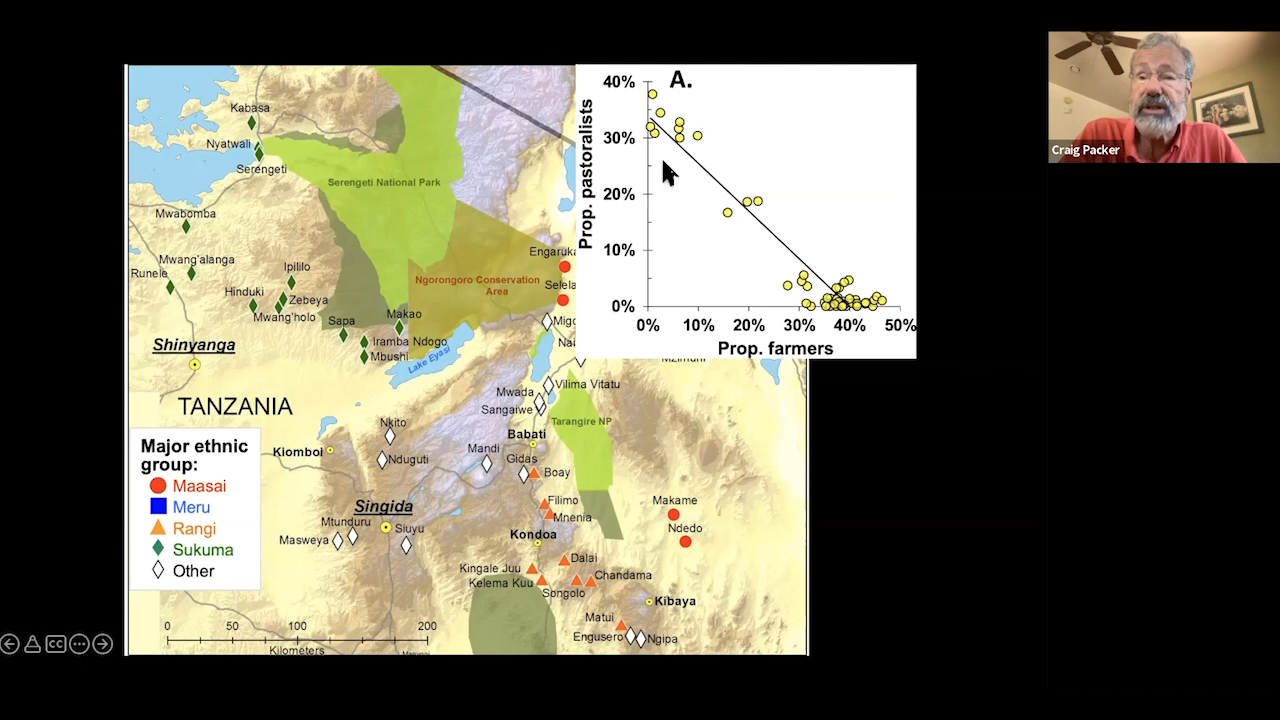 Kabasa
Nyatwali
Serengeti
Serengeti National Park
Mwabomba
Mwang'alanga
Runele
Ipililo
Hinduki
Zebeya
Mwang'holo
Sapa
Makao
Iramba Ndogo
Mbushi
Shinyanga
Lake Eyasi
Ngorongoro Conservation
Area
Engaruka
Selela
Migo
Nai
Mzimuni
TANZANIA
Mwada
Vilima Vitatu
Sangaiwe
Tarangire NP
Nkito
Babati
Kiomboi
Nduguti
Mandi
Gidas
Boay
Singida
Filimo
Mnenia
Makame
Ndedo
Mtunduru
Siuyu
Masweya
Kondoa
Dalai
Kingale Juu
Chandama
Kelema Kuu
Songolo
Kibaya
Matui
Engusero
Ngipa
Major ethnic
group:
Maasai
Meru
Rangi
Sukuma
Other
0 50 100 200
Kilometers
A.
Prop. pastoralists
40%
30%
20%
10%
0%
0% 10% 20% 30% 40% 50%
Prop. farmers
Craig Packer
CC